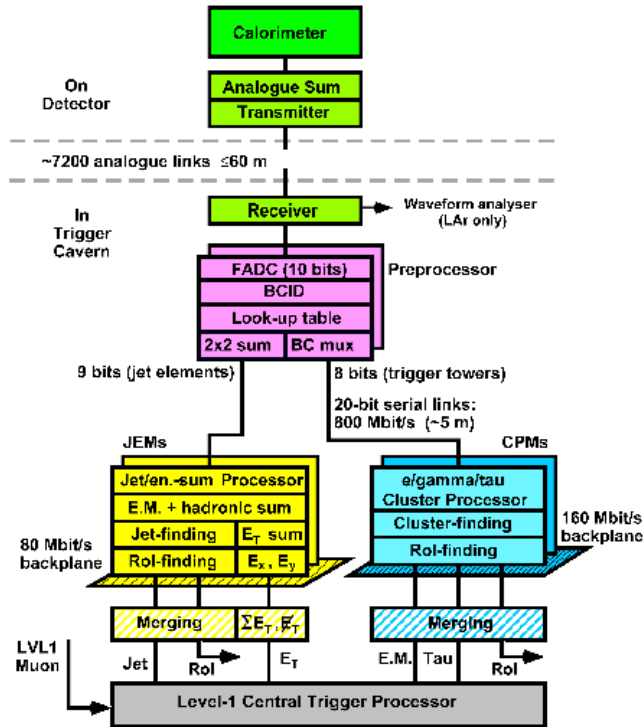 Calorimeter
On
Detector
Analogue Sum
Transmitter
~7200 analogue links ≤60 m
In
Trigger
Cavern
Receiver
Waveform analyser
(LAr only)
Preprocessor
FADC (10 bits)
BCID
Look-up table
2x2 sum
BC mux
9 bits (jet elements)
8 bits (trigger towers)
20-bit serial links:
800 Mbit/s (~5 m)
JEMs
CPMs
Jet/en.-sum Processor
E.M. + hadronic sum
Jet-finding
E_T sum
RoI-finding
E_x, E_y
e/gamma/tau
Cluster Processor
Cluster-finding
RoI-finding
80 Mbit/s
backplane
160 Mbit/s
backplane
Merging
ΣE_T, E̸_T
Merging
LVL1
Muon
Jet
RoI
E_T
E.M.
Tau
RoI
Level-1 Central Trigger Processor